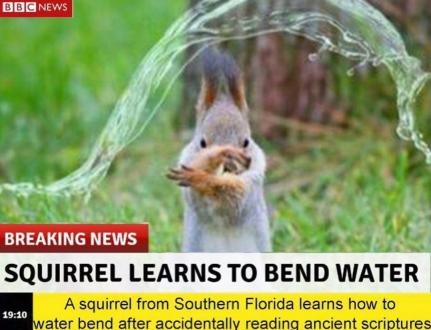 BBC NEWS
BREAKING NEWS
SQUIRREL LEARNS TO BEND WATER
19:10
A squirrel from Southern Florida learns how to
water bend after accidentally reading ancient scriptures